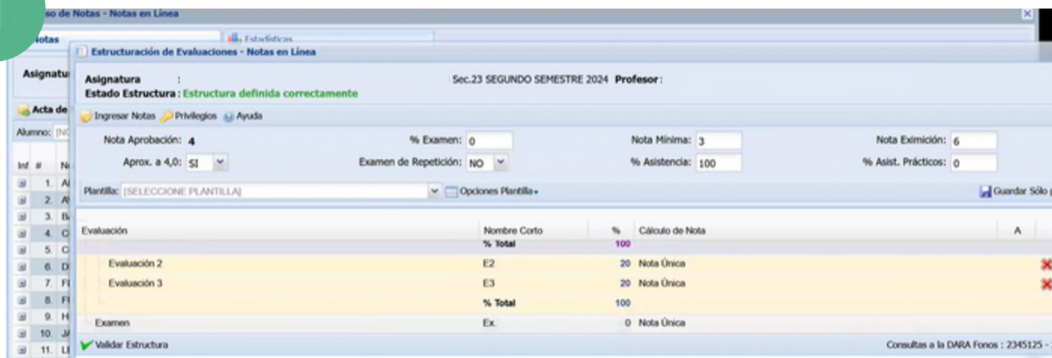 so de Notas - Notas en Línea
Notas Estadísticas
Estructuración de Evaluaciones - Notas en Línea
Asignatura : Sec.23 SEGUNDO SEMESTRE 2024 Profesor:
Estado Estructura : Estructura definida correctamente
Acta de
Ingresar Notas Privilegios Ayuda
Alumno:
Nota Aprobación: 4 % Examen: 0 Nota Mínima: 3 Nota Eximición: 6
Aprox. a 4,0: SI Examen de Repetición: NO % Asistencia: 100 % Asist. Prácticos: 0
Inf #
Plantilla: [SELECCIONE PLANTILLA] Opciones Plantilla Guardar Sólo
Evaluación Nombre Corto % Cálculo de Nota A
% Total 100
Evaluación 2 E2 20 Nota Única
Evaluación 3 E3 20 Nota Única
% Total 100
Examen Ex. 0 Nota Única
Validar Estructura Consultas a la DARA Fonos : 2345125 -
1.
2.
3.
4.
5.
6.
7.
8.
9.
10.
11.